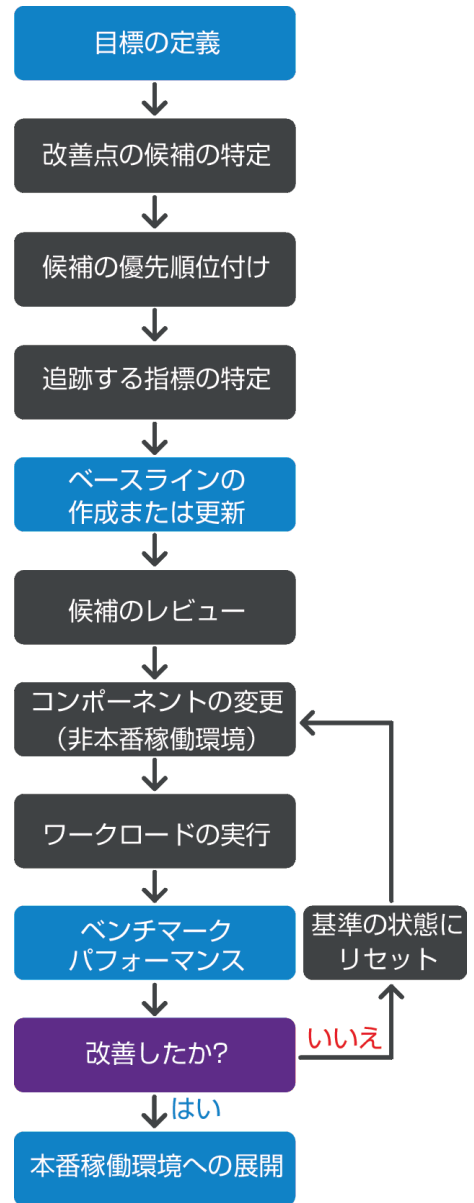 目標の定義
改善点の候補の特定
候補の優先順位付け
追跡する指標の特定
ベースラインの
作成または更新
候補のレビュー
コンポーネントの変更
（非本番稼働環境）
ワークロードの実行
ベンチマーク
パフォーマンス
基準の状態に
リセット
改善したか?
いいえ
はい
本番稼働環境への展開